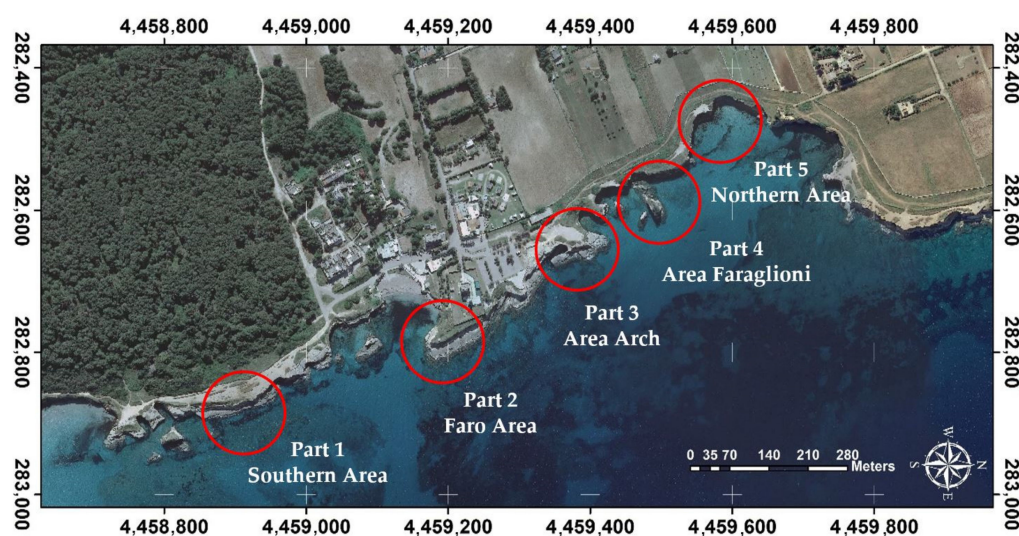 4,458,800 4,459,000 4,459,200 4,459,400 4,459,600 4,459,800
282,400
282,400
282,600
282,600
282,800
282,800
283,000
283,000
Part 5
Northern Area
Part 4
Area Faraglioni
Part 3
Area Arch
Part 2
Faro Area
Part 1
Southern Area
0 35 70 140 210 280
Meters
W
S N
E
4,458,800 4,459,000 4,459,200 4,459,400 4,459,600 4,459,800